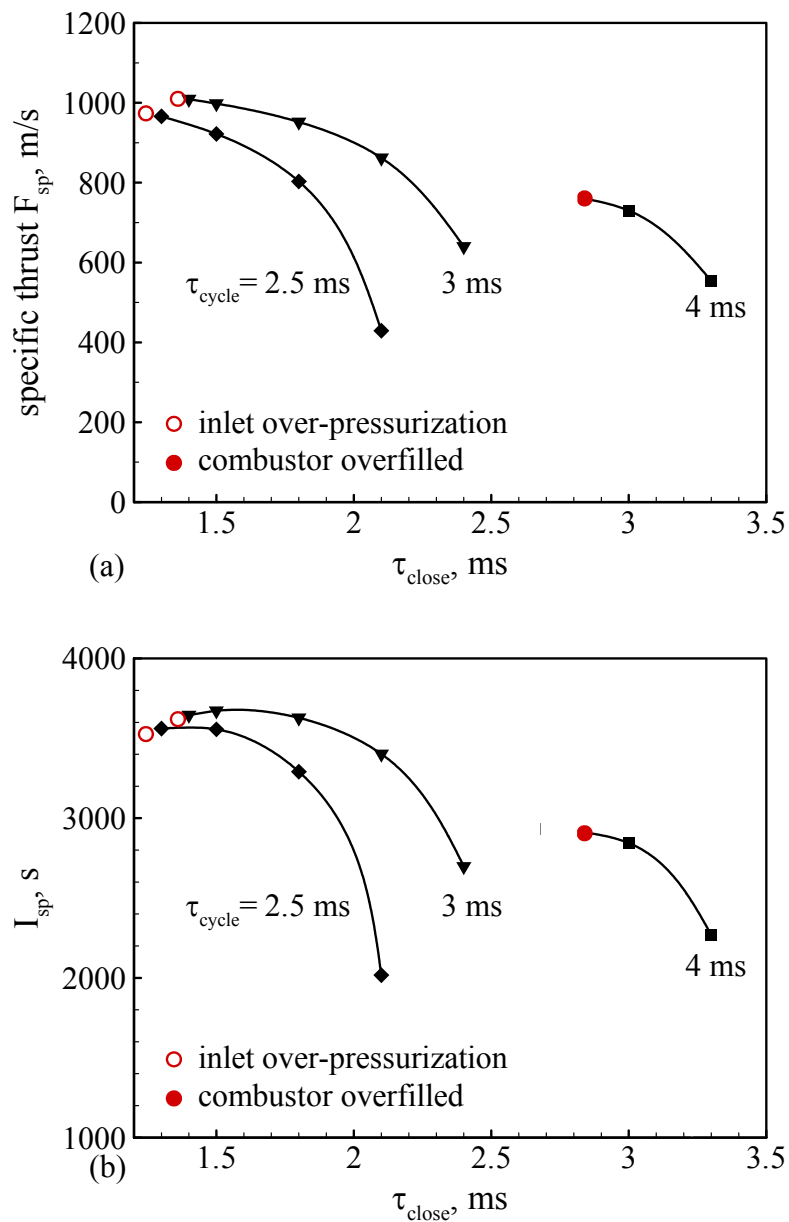 1200
1000
800
600
400
200
0
specific thrust F_sp, m/s
τ_cycle = 2.5 ms
3 ms
4 ms
inlet over-pressurization
combustor overfilled
1.5 2 2.5 3 3.5
τ_close, ms
(a)
4000
3000
2000
1000
I_sp, s
τ_cycle = 2.5 ms
3 ms
4 ms
inlet over-pressurization
combustor overfilled
1.5 2 2.5 3 3.5
τ_close, ms
(b)